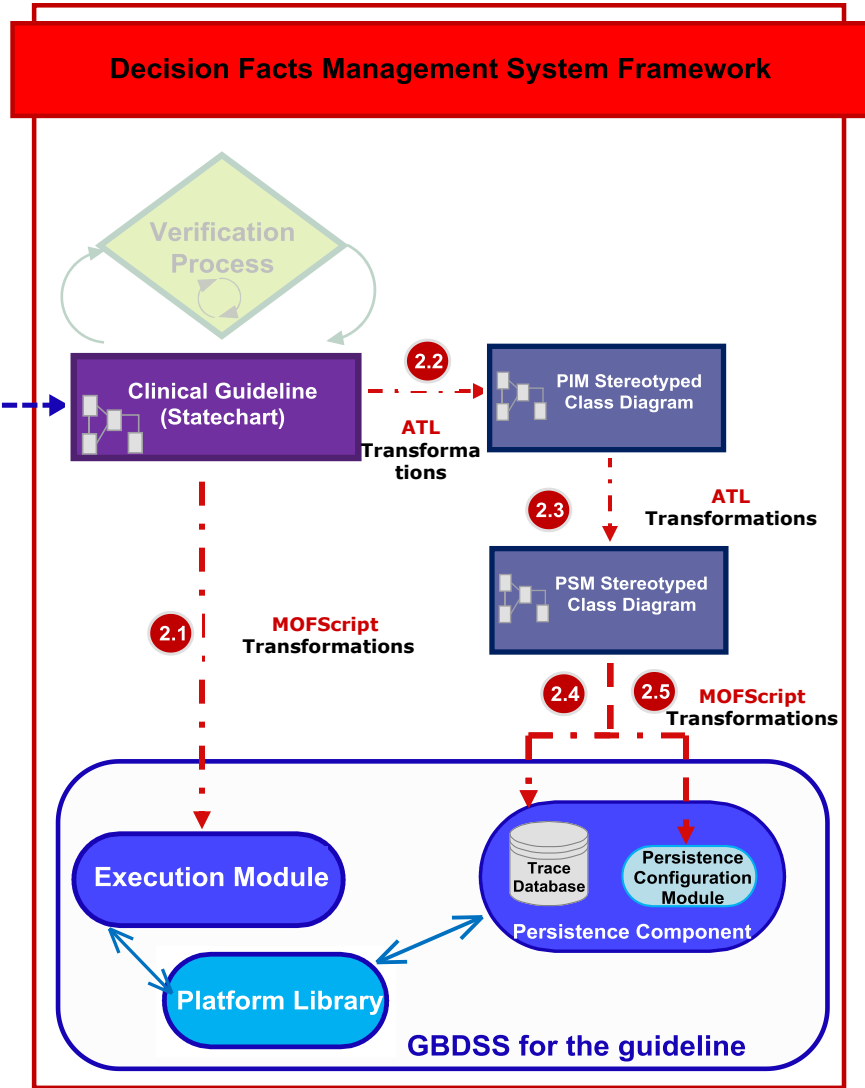 Decision Facts Management System Framework
Verification
Process
2.2
Clinical Guideline
(Statechart)
PIM Stereotyped
Class Diagram
ATL
Transforma
tions
2.3
ATL
Transformations
PSM Stereotyped
Class Diagram
2.1
MOFScript
Transformations
2.4
2.5
MOFScript
Transformations
Execution Module
Trace
Database
Persistence
Configuration
Module
Persistence Component
Platform Library
GBDSS for the guideline